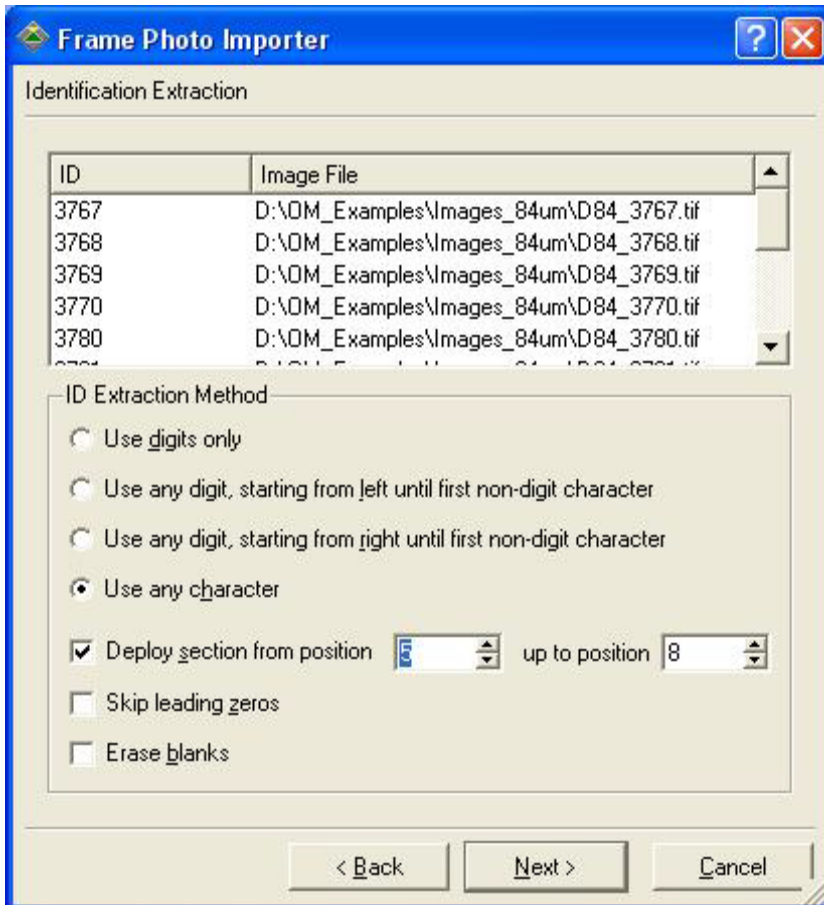 Frame Photo Importer
Identification Extraction
ID Image File
3767 D:\OM_Examples\Images_84um\D84_3767.tif
3768 D:\OM_Examples\Images_84um\D84_3768.tif
3769 D:\OM_Examples\Images_84um\D84_3769.tif
3770 D:\OM_Examples\Images_84um\D84_3770.tif
3780 D:\OM_Examples\Images_84um\D84_3780.tif
ID Extraction Method
Use digits only
Use any digit, starting from left until first non-digit character
Use any digit, starting from right until first non-digit character
Use any character
Deploy section from position 5 up to position 8
Skip leading zeros
Erase blanks
< Back Next > Cancel